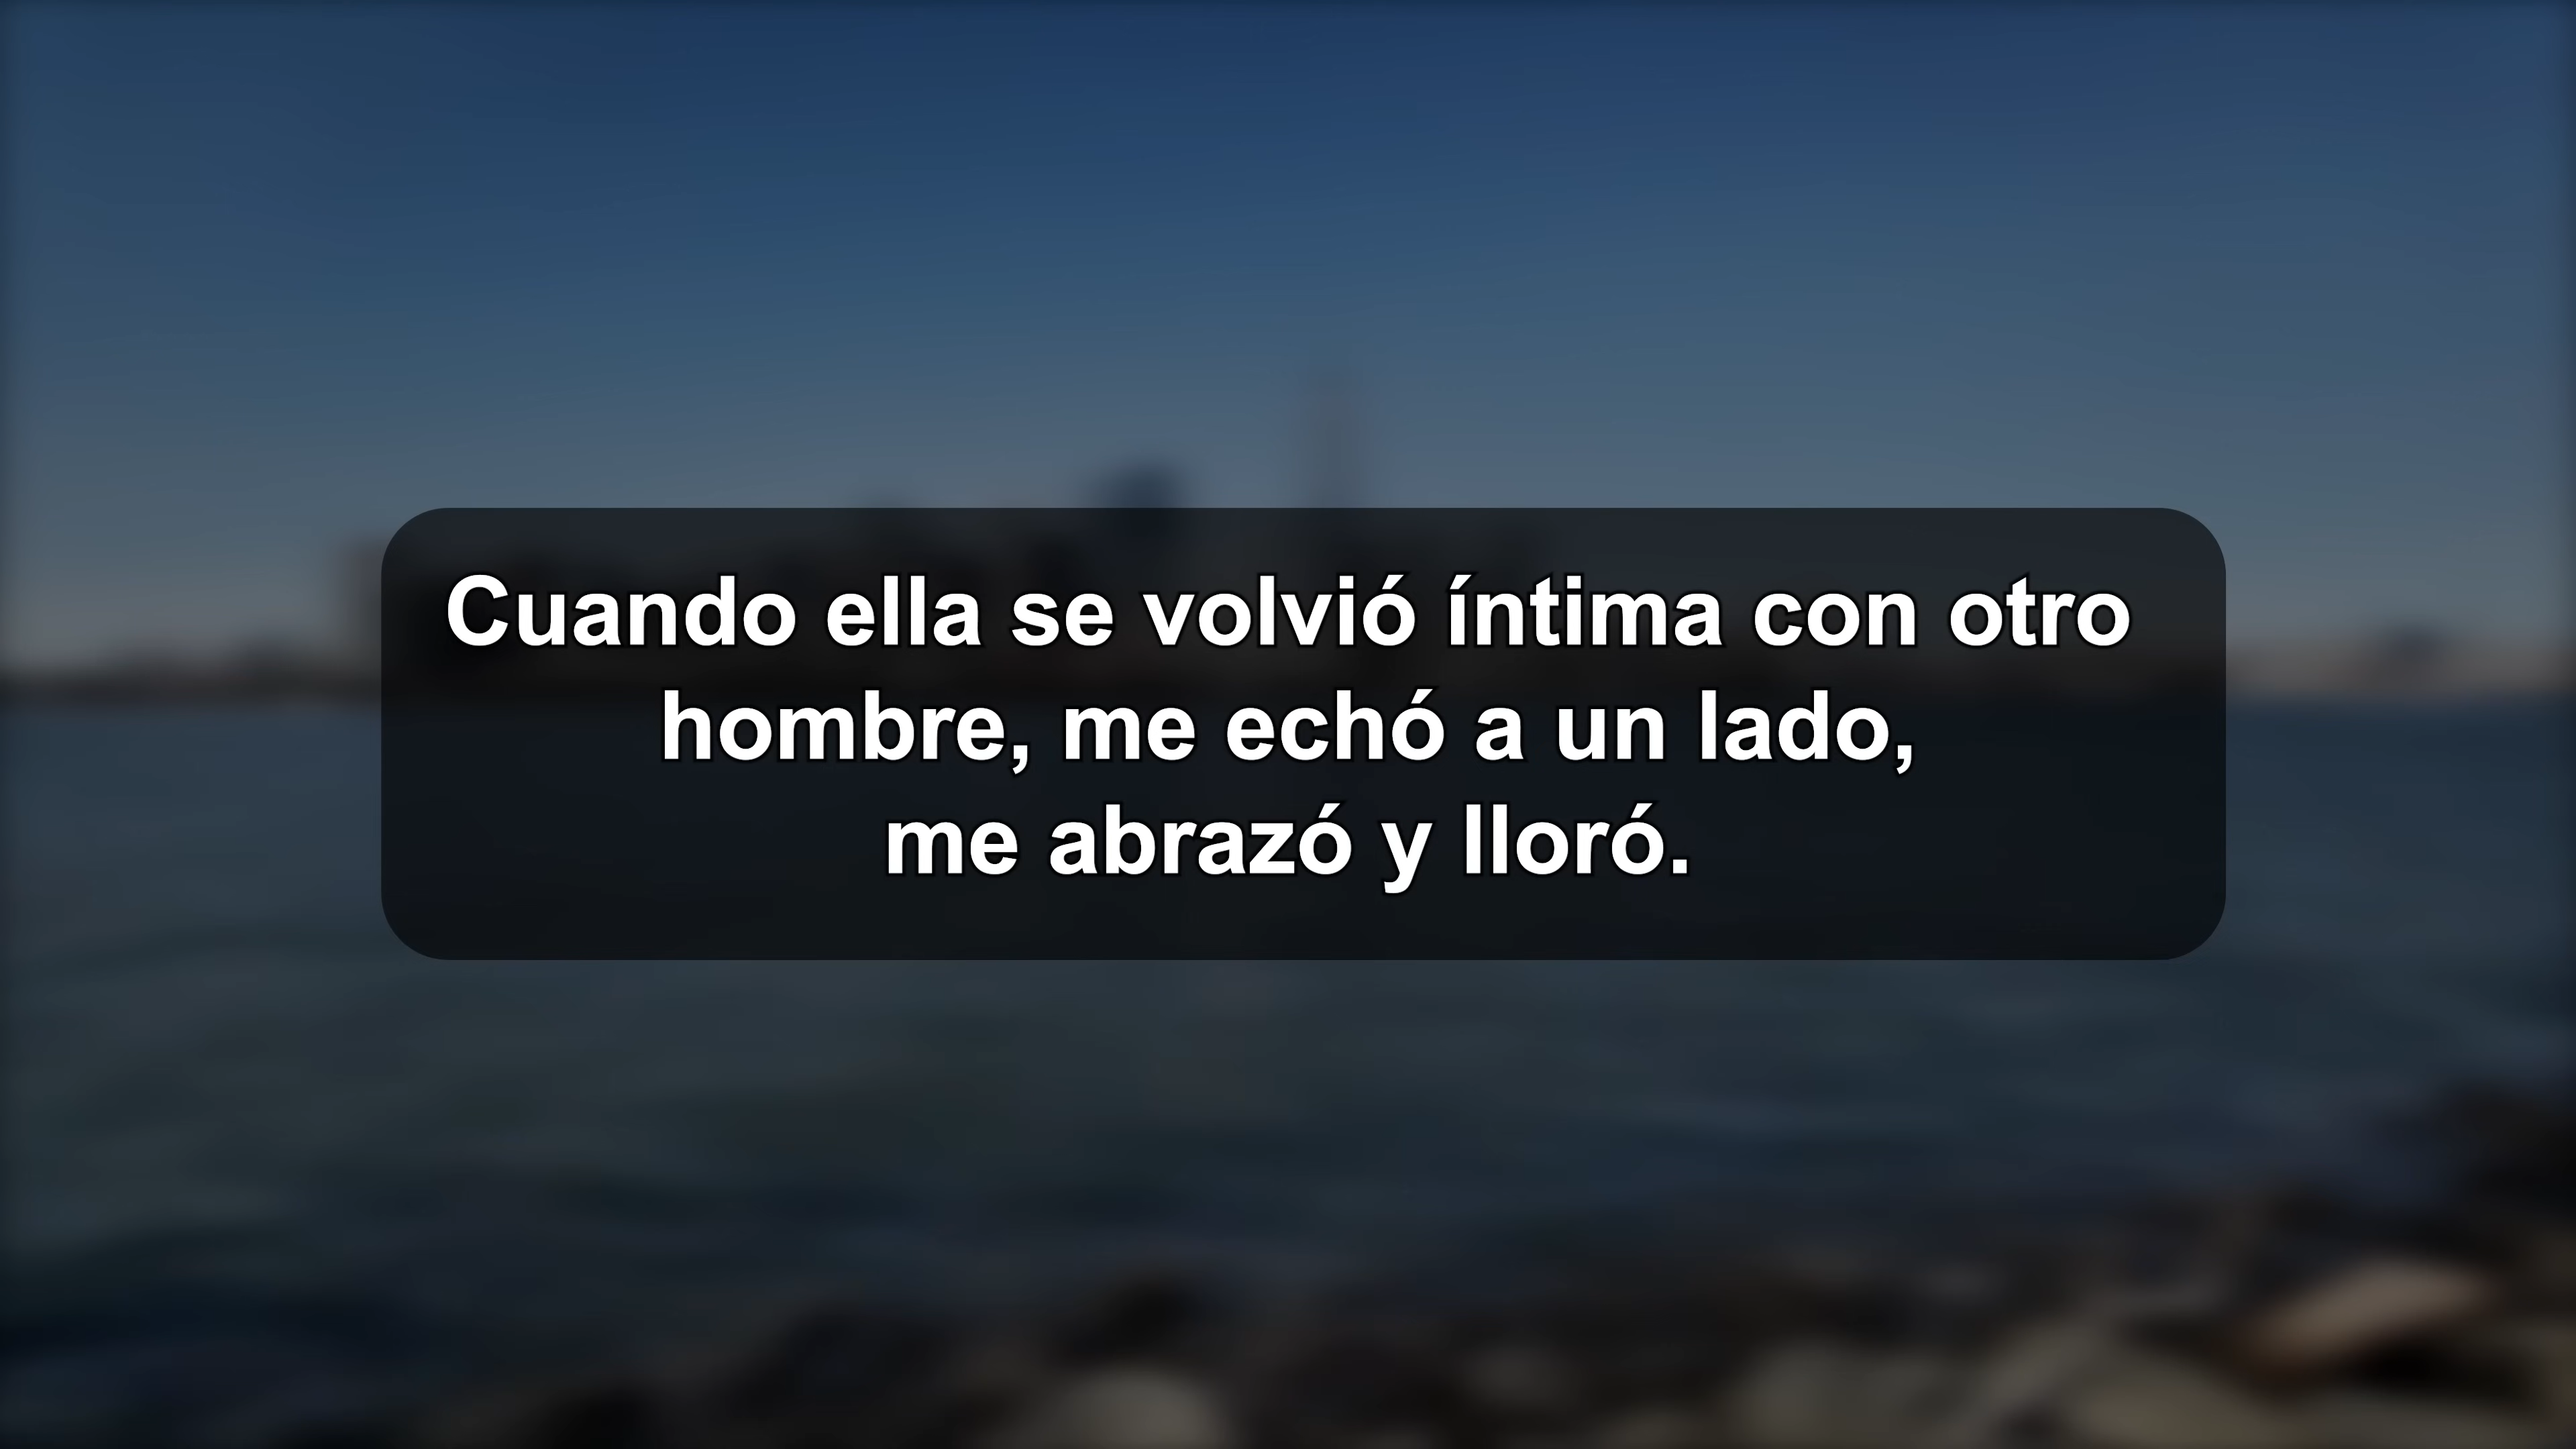 Cuando ella se volvió íntima con otro
hombre, me echó a un lado,
me abrazó y lloró.